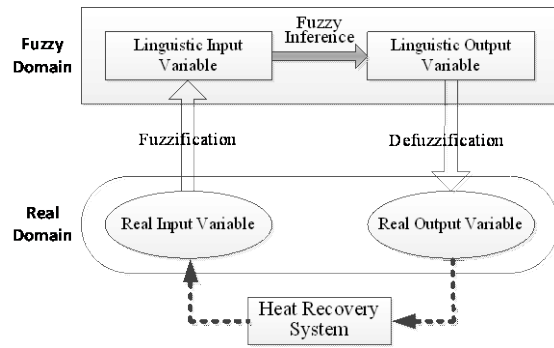 Fuzzy
Domain
Linguistic Input
Variable
Fuzzy
Inference
Linguistic Output
Variable
Fuzzification
Defuzzification
Real
Domain
Real Input Variable
Real Output Variable
Heat Recovery
System